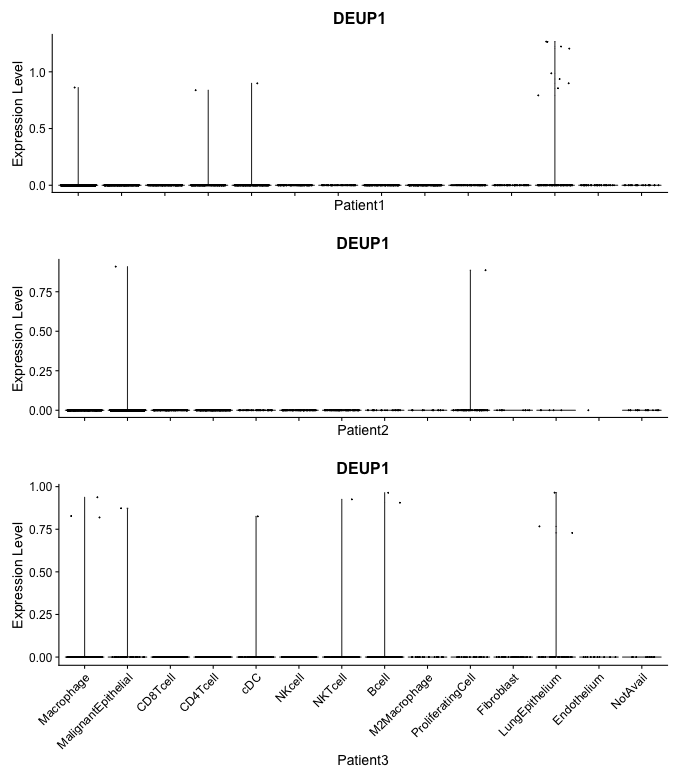 DEUP1
Expression Level
1.0
0.5
0.0
Patient1
DEUP1
Expression Level
0.75
0.50
0.25
0.00
Patient2
DEUP1
Expression Level
1.00
0.75
0.50
0.25
0.00
Macrophage
MalignantEpithelial
CD8Tcell
CD4Tcell
cDC
NKcell
NKTcell
Bcell
M2Macrophage
ProliferatingCell
Fibroblast
LungEpithelium
Endothelium
NotAvail
Patient3